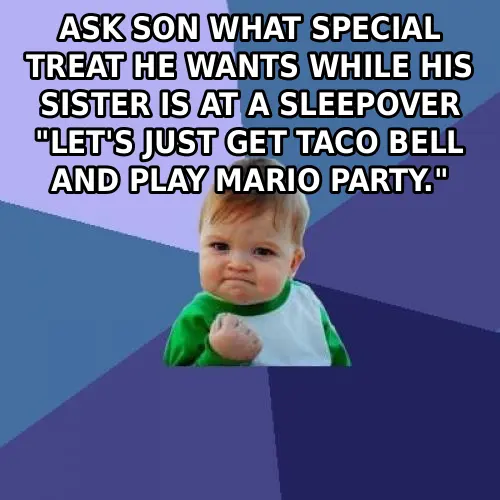 ASK SON WHAT SPECIAL
TREAT HE WANTS WHILE HIS
SISTER IS AT A SLEEPOVER
"LET'S JUST GET TACO BELL
AND PLAY MARIO PARTY."